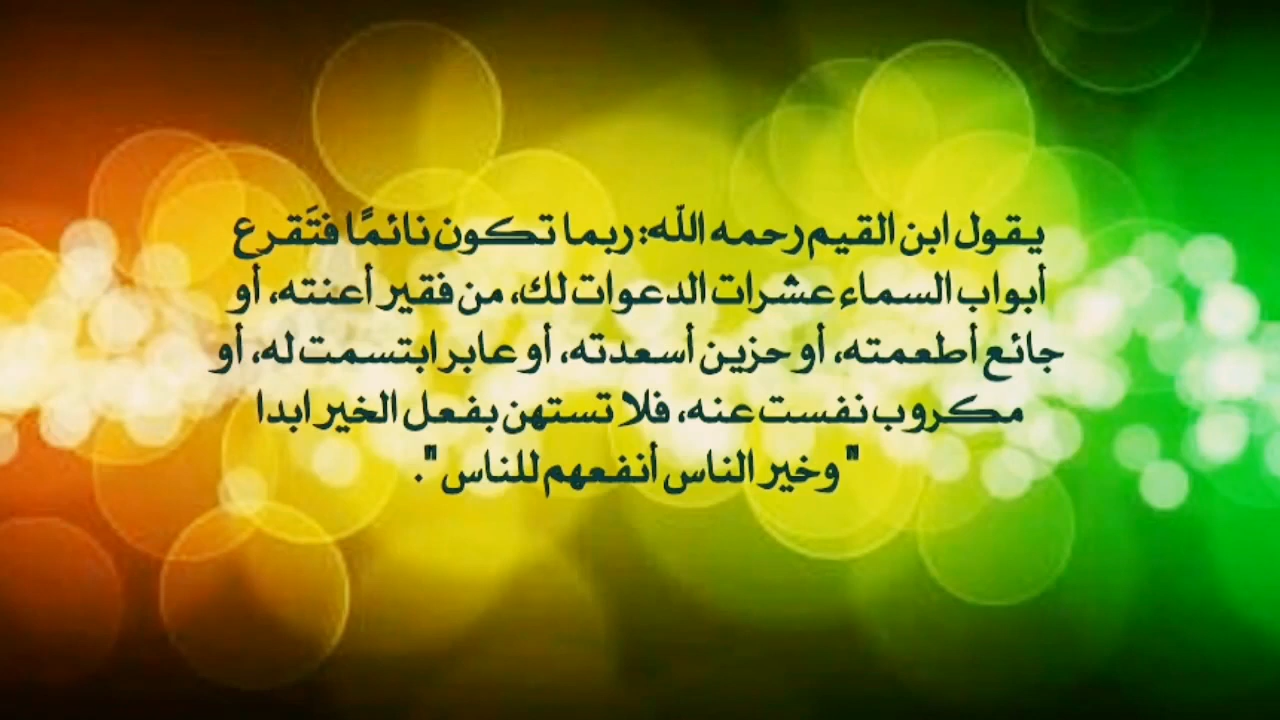 يقول ابن القيم رحمه الله: ربما تكون نائمًا فتَقرع
أبواب السماء عشرات الدعوات لك، من فقير أعنته، أو
جائع أطعمته، أو حزين أسعدته، أو عابر ابتسمت له، أو
مكروب نفست عنه، فلا تستهن بفعل الخير ابدا
" وخير الناس أنفعهم للناس ".